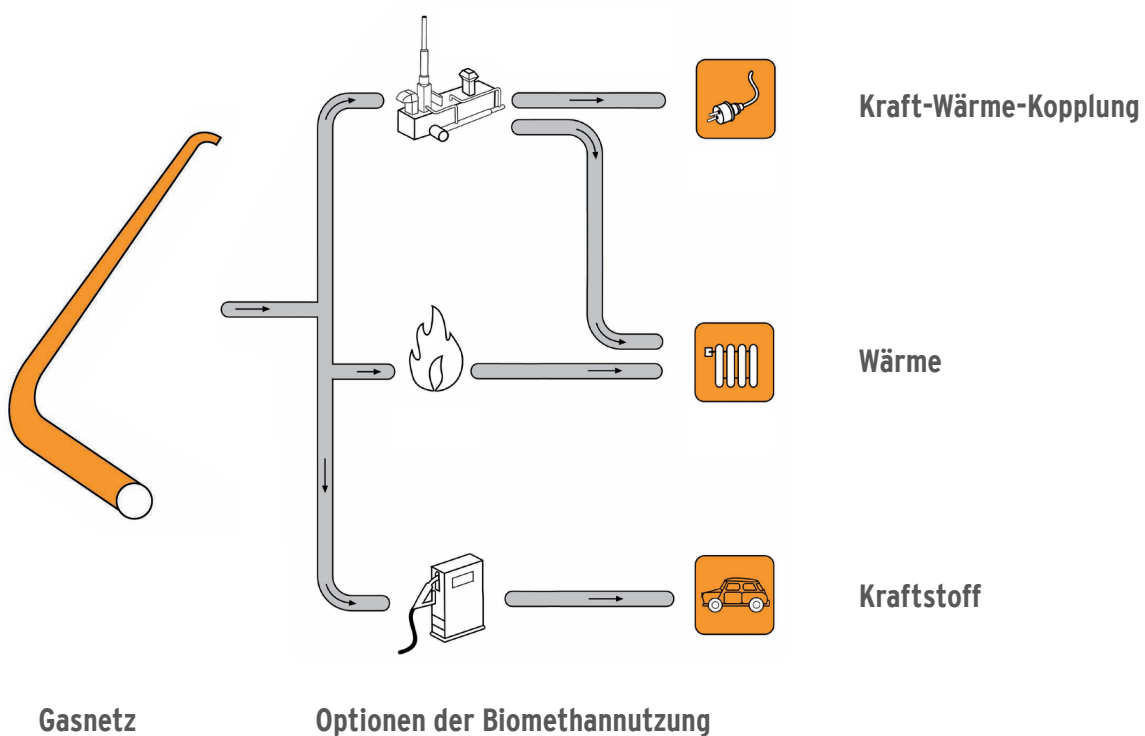 Kraft-Wärme-Kopplung
Wärme
Kraftstoff
Gasnetz
Optionen der Biomethannutzung